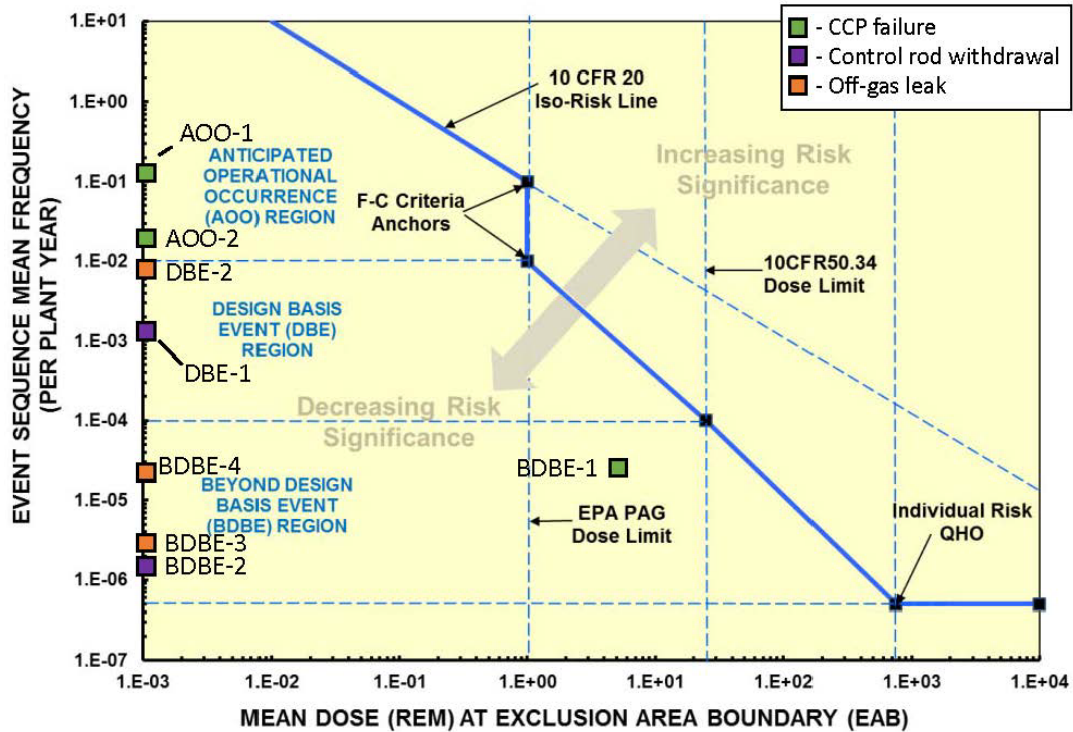 - CCP failure
- Control rod withdrawal
- Off-gas leak
EVENT SEQUENCE MEAN FREQUENCY
(PER PLANT YEAR)
1.E+01
1.E+00
1.E-01
1.E-02
1.E-03
1.E-04
1.E-05
1.E-06
1.E-07
10 CFR 20
Iso-Risk Line
Increasing Risk
Significance
AOO-1
ANTICIPATED
OPERATIONAL
OCCURRENCE
(AOO) REGION
F-C Criteria
Anchors
AOO-2
DBE-2
10CFR50.34
Dose Limit
DESIGN BASIS
EVENT (DBE)
REGION
DBE-1
Decreasing Risk
Significance
BDBE-4
BDBE-1
BEYOND DESIGN
BASIS EVENT
(BDBE) REGION
EPA PAG
Dose Limit
Individual Risk
QHO
BDBE-3
BDBE-2
1.E-03 1.E-02 1.E-01 1.E+00 1.E+01 1.E+02 1.E+03 1.E+04
MEAN DOSE (REM) AT EXCLUSION AREA BOUNDARY (EAB)